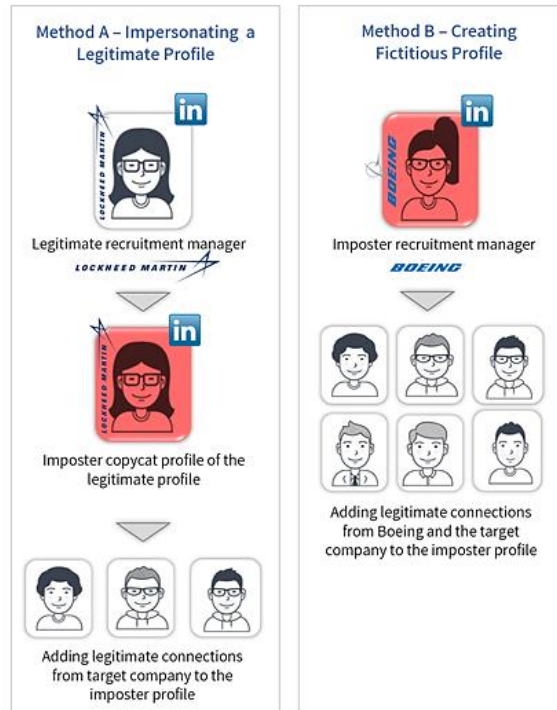 Method A – Impersonating a
Legitimate Profile
in
LOCKHEED MARTIN
Legitimate recruitment manager
LOCKHEED MARTIN
in
LOCKHEED MARTIN
Imposter copycat profile of the
legitimate profile
Adding legitimate connections
from target company to the
imposter profile
Method B – Creating
Fictitious Profile
in
BOEING
Imposter recruitment manager
BOEING
Adding legitimate connections
from Boeing and the target
company to the imposter profile